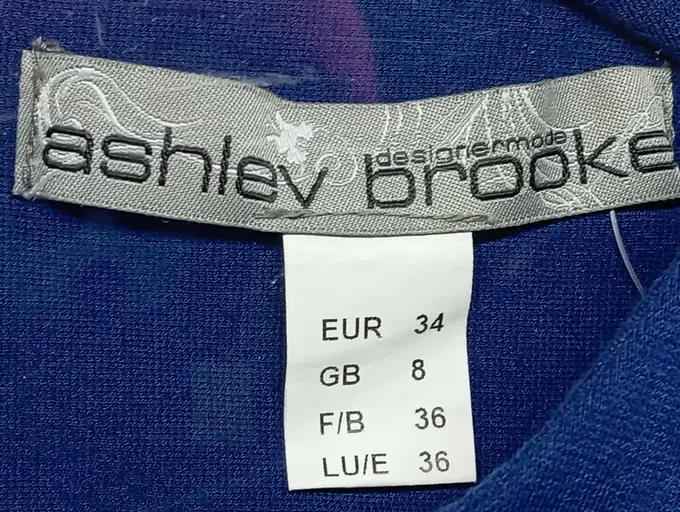 ashley brooke
designermode
EUR 34
GB 8
F/B 36
LU/E 36